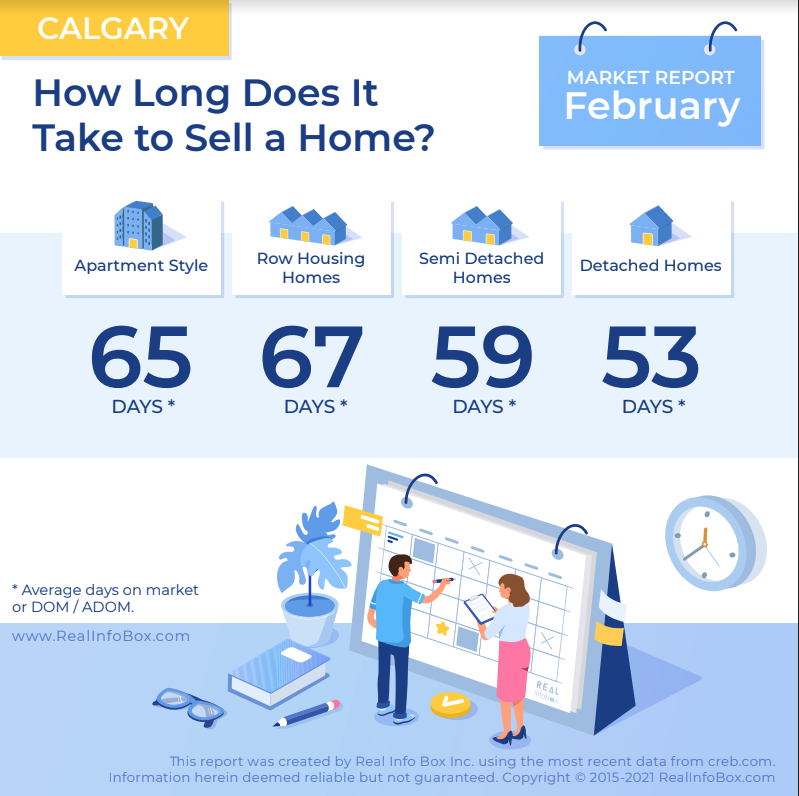 CALGARY
How Long Does It
Take to Sell a Home?
MARKET REPORT
February
Apartment Style
Row Housing
Homes
Semi Detached
Homes
Detached Homes
65
DAYS *
67
DAYS *
59
DAYS *
53
DAYS *
* Average days on market
or DOM / ADOM.
www.RealInfoBox.com
REAL
infobox
This report was created by Real Info Box Inc. using the most recent data from creb.com.
Information herein deemed reliable but not guaranteed. Copyright © 2015-2021 RealInfoBox.com